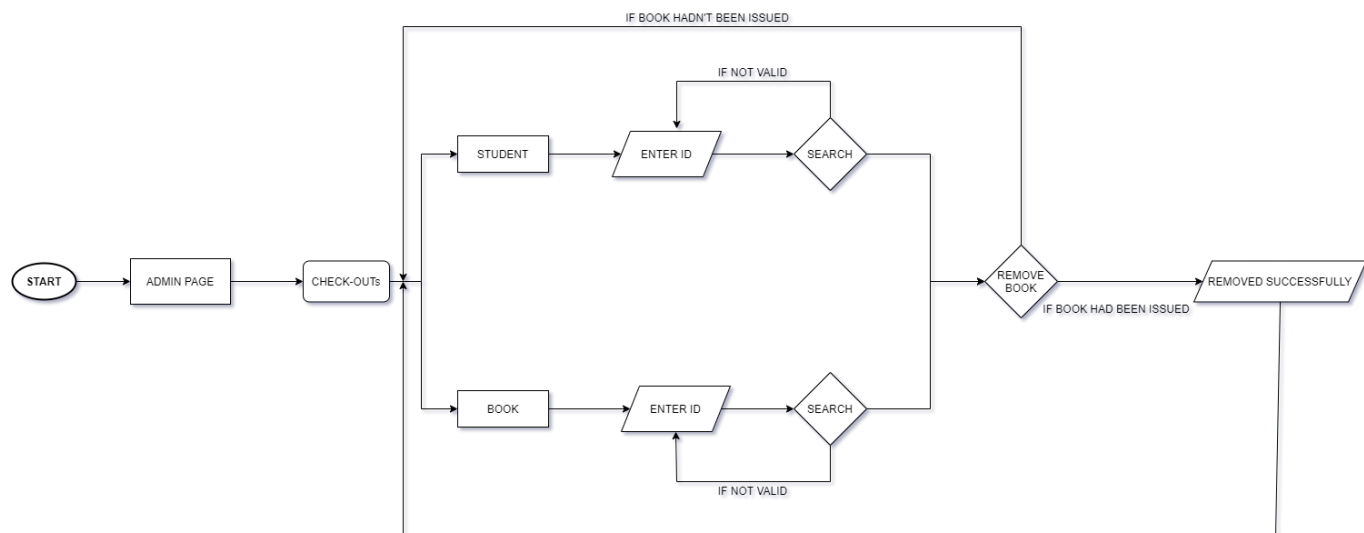 IF BOOK HADN'T BEEN ISSUED
IF NOT VALID
STUDENT
ENTER ID
SEARCH
START
ADMIN PAGE
CHECK-OUTs
REMOVE
BOOK
REMOVED SUCCESSFULLY
IF BOOK HAD BEEN ISSUED
BOOK
ENTER ID
SEARCH
IF NOT VALID